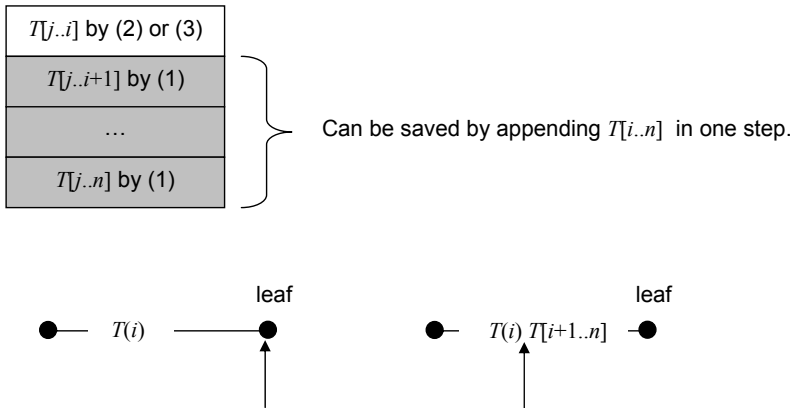 T[j..i] by (2) or (3)
T[j..i+1] by (1)
…
T[j..n] by (1)
Can be saved by appending T[i..n] in one step.
leaf
leaf
T(i)
T(i) T[i+1..n]